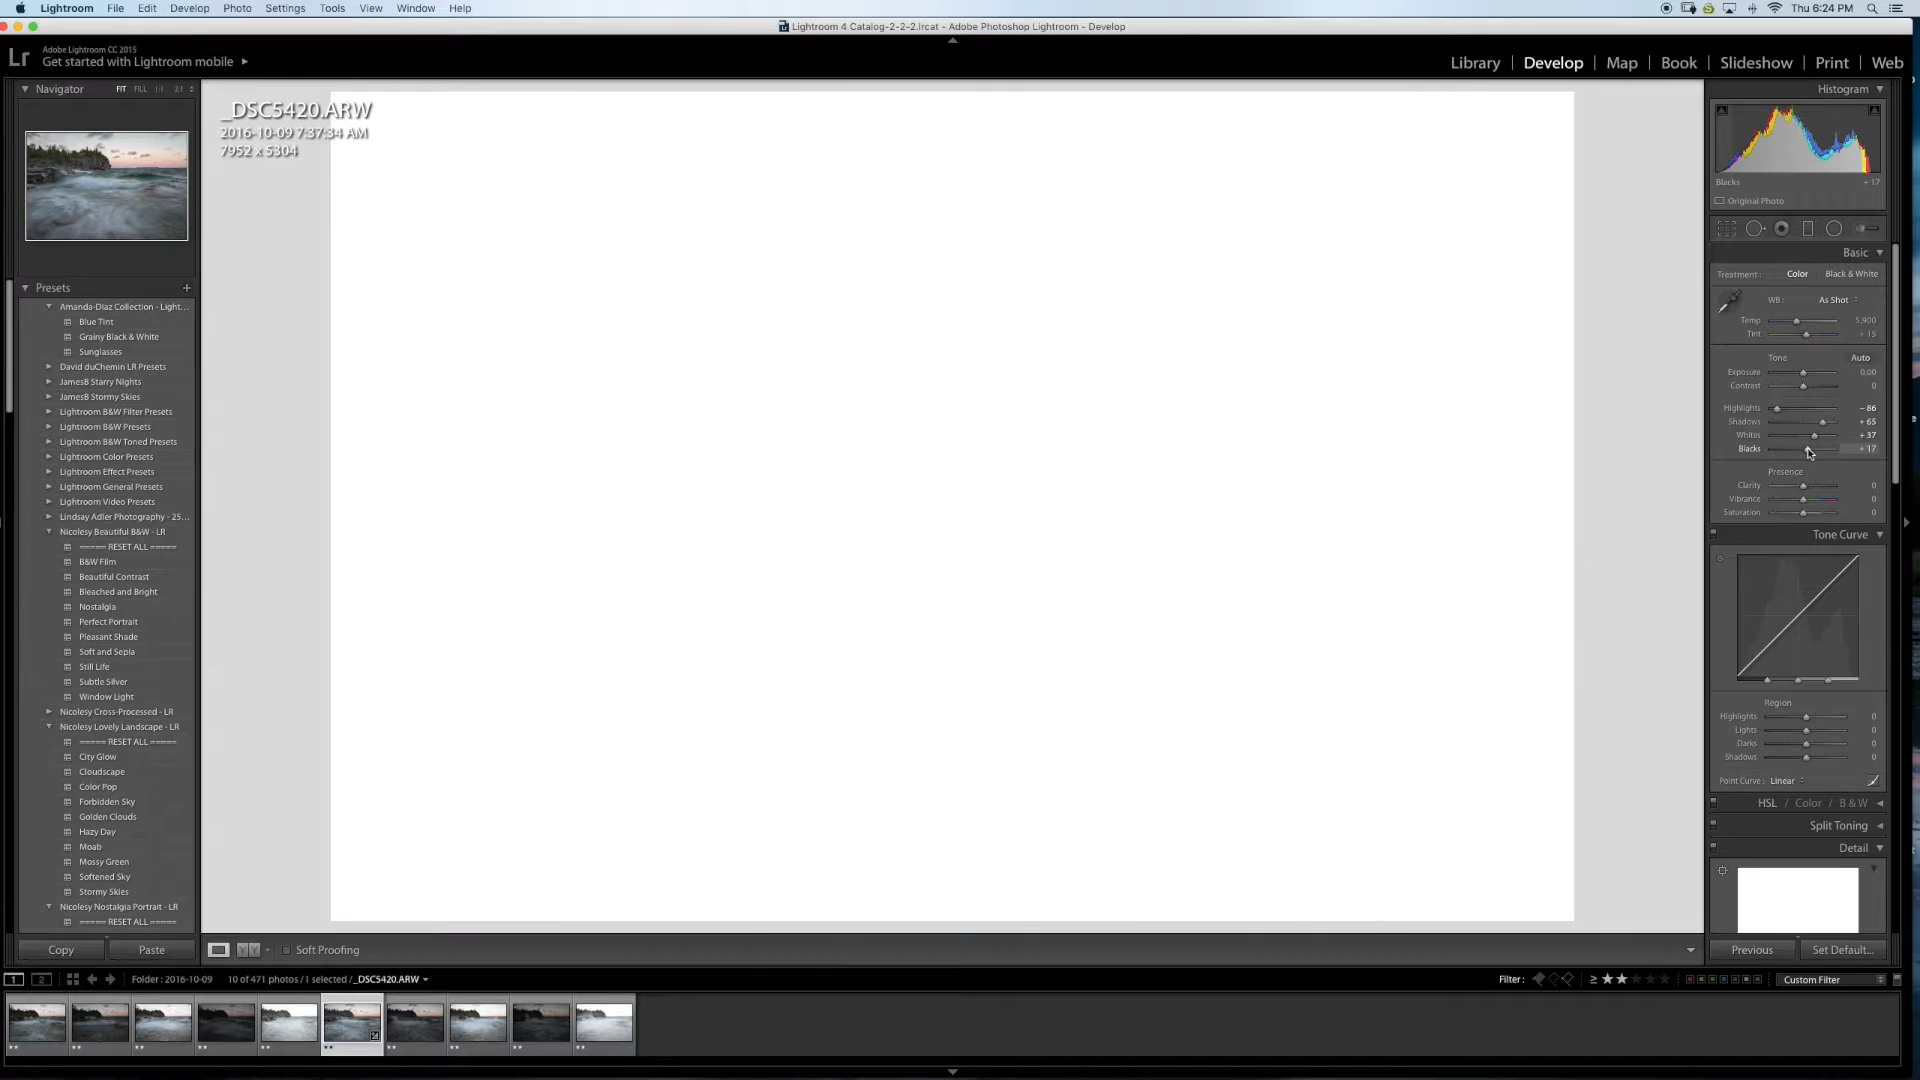 Lightroom File Edit Develop Photo Settings Tools View Window Help Thu 6:24 PM
Lightroom 4 Catalog-2-2-2.lrcat - Adobe Photoshop Lightroom - Develop
Lr Adobe Lightroom CC 2015
Get started with Lightroom mobile
Library | Develop | Map | Book | Slideshow | Print | Web
Navigator FIT FILL 1:1 2:1
Presets +
Amanda-Diaz Collection - Light...
Blue Tint
Grainy Black & White
Sunglasses
David duChemin LR Presets
JamesB Starry Nights
JamesB Stormy Skies
Lightroom B&W Filter Presets
Lightroom B&W Presets
Lightroom B&W Toned Presets
Lightroom Color Presets
Lightroom Effect Presets
Lightroom General Presets
Lightroom Video Presets
Lindsay Adler Photography - 25...
Nicolesy Beautiful B&W - LR
===== RESET ALL =====
B&W Film
Beautiful Contrast
Bleached and Bright
Nostalgia
Perfect Portrait
Pleasant Shade
Soft and Sepia
Still Life
Subtle Silver
Window Light
Nicolesy Cross-Processed - LR
Nicolesy Lovely Landscape - LR
===== RESET ALL =====
City Glow
Cloudscape
Color Pop
Forbidden Sky
Golden Clouds
Hazy Day
Moab
Mossy Green
Softened Sky
Stormy Skies
Nicolesy Nostalgia Portrait - LR
===== RESET ALL =====
Copy Paste
_DSC5420.ARW
2016-10-09 7:37:34 AM
7952 x 5304
Soft Proofing
Histogram
Blacks + 17
Original Photo
Basic
Treatment : Color Black & White
WB : As Shot
Temp 5,900
Tint + 15
Tone Auto
Exposure 0.00
Contrast 0
Highlights − 86
Shadows + 65
Whites + 37
Blacks + 17
Presence
Clarity 0
Vibrance 0
Saturation 0
Tone Curve
Region
Highlights 0
Lights 0
Darks 0
Shadows 0
Point Curve : Linear
HSL / Color / B & W
Split Toning
Detail
Previous Set Default...
1 2 Folder : 2016-10-09 10 of 471 photos / 1 selected / _DSC5420.ARW Filter : ≥ Custom Filter